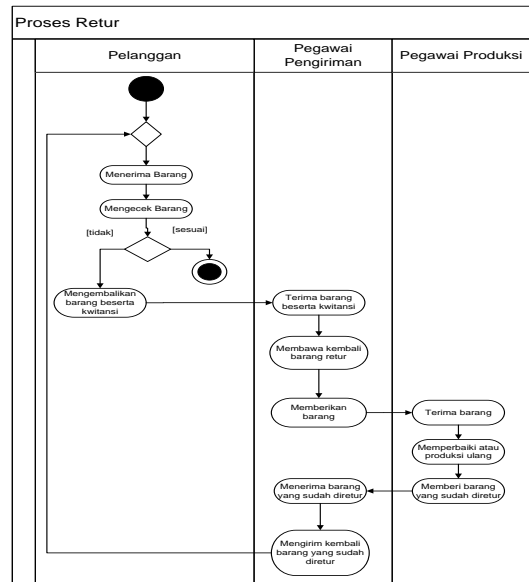 Proses Retur
Pelanggan
Pegawai
Pengiriman
Pegawai Produksi
Menerima Barang
Mengecek Barang
[tidak]
[sesuai]
Mengembalikan
barang beserta
kwitansi
Terima barang
beserta kwitansi
Membawa kembali
barang retur
Memberikan
barang
Terima barang
Memperbaiki atau
produksi ulang
Memberi barang
yang sudah diretur
Menerima barang
yang sudah diretur
Mengirim kembali
barang yang sudah
diretur